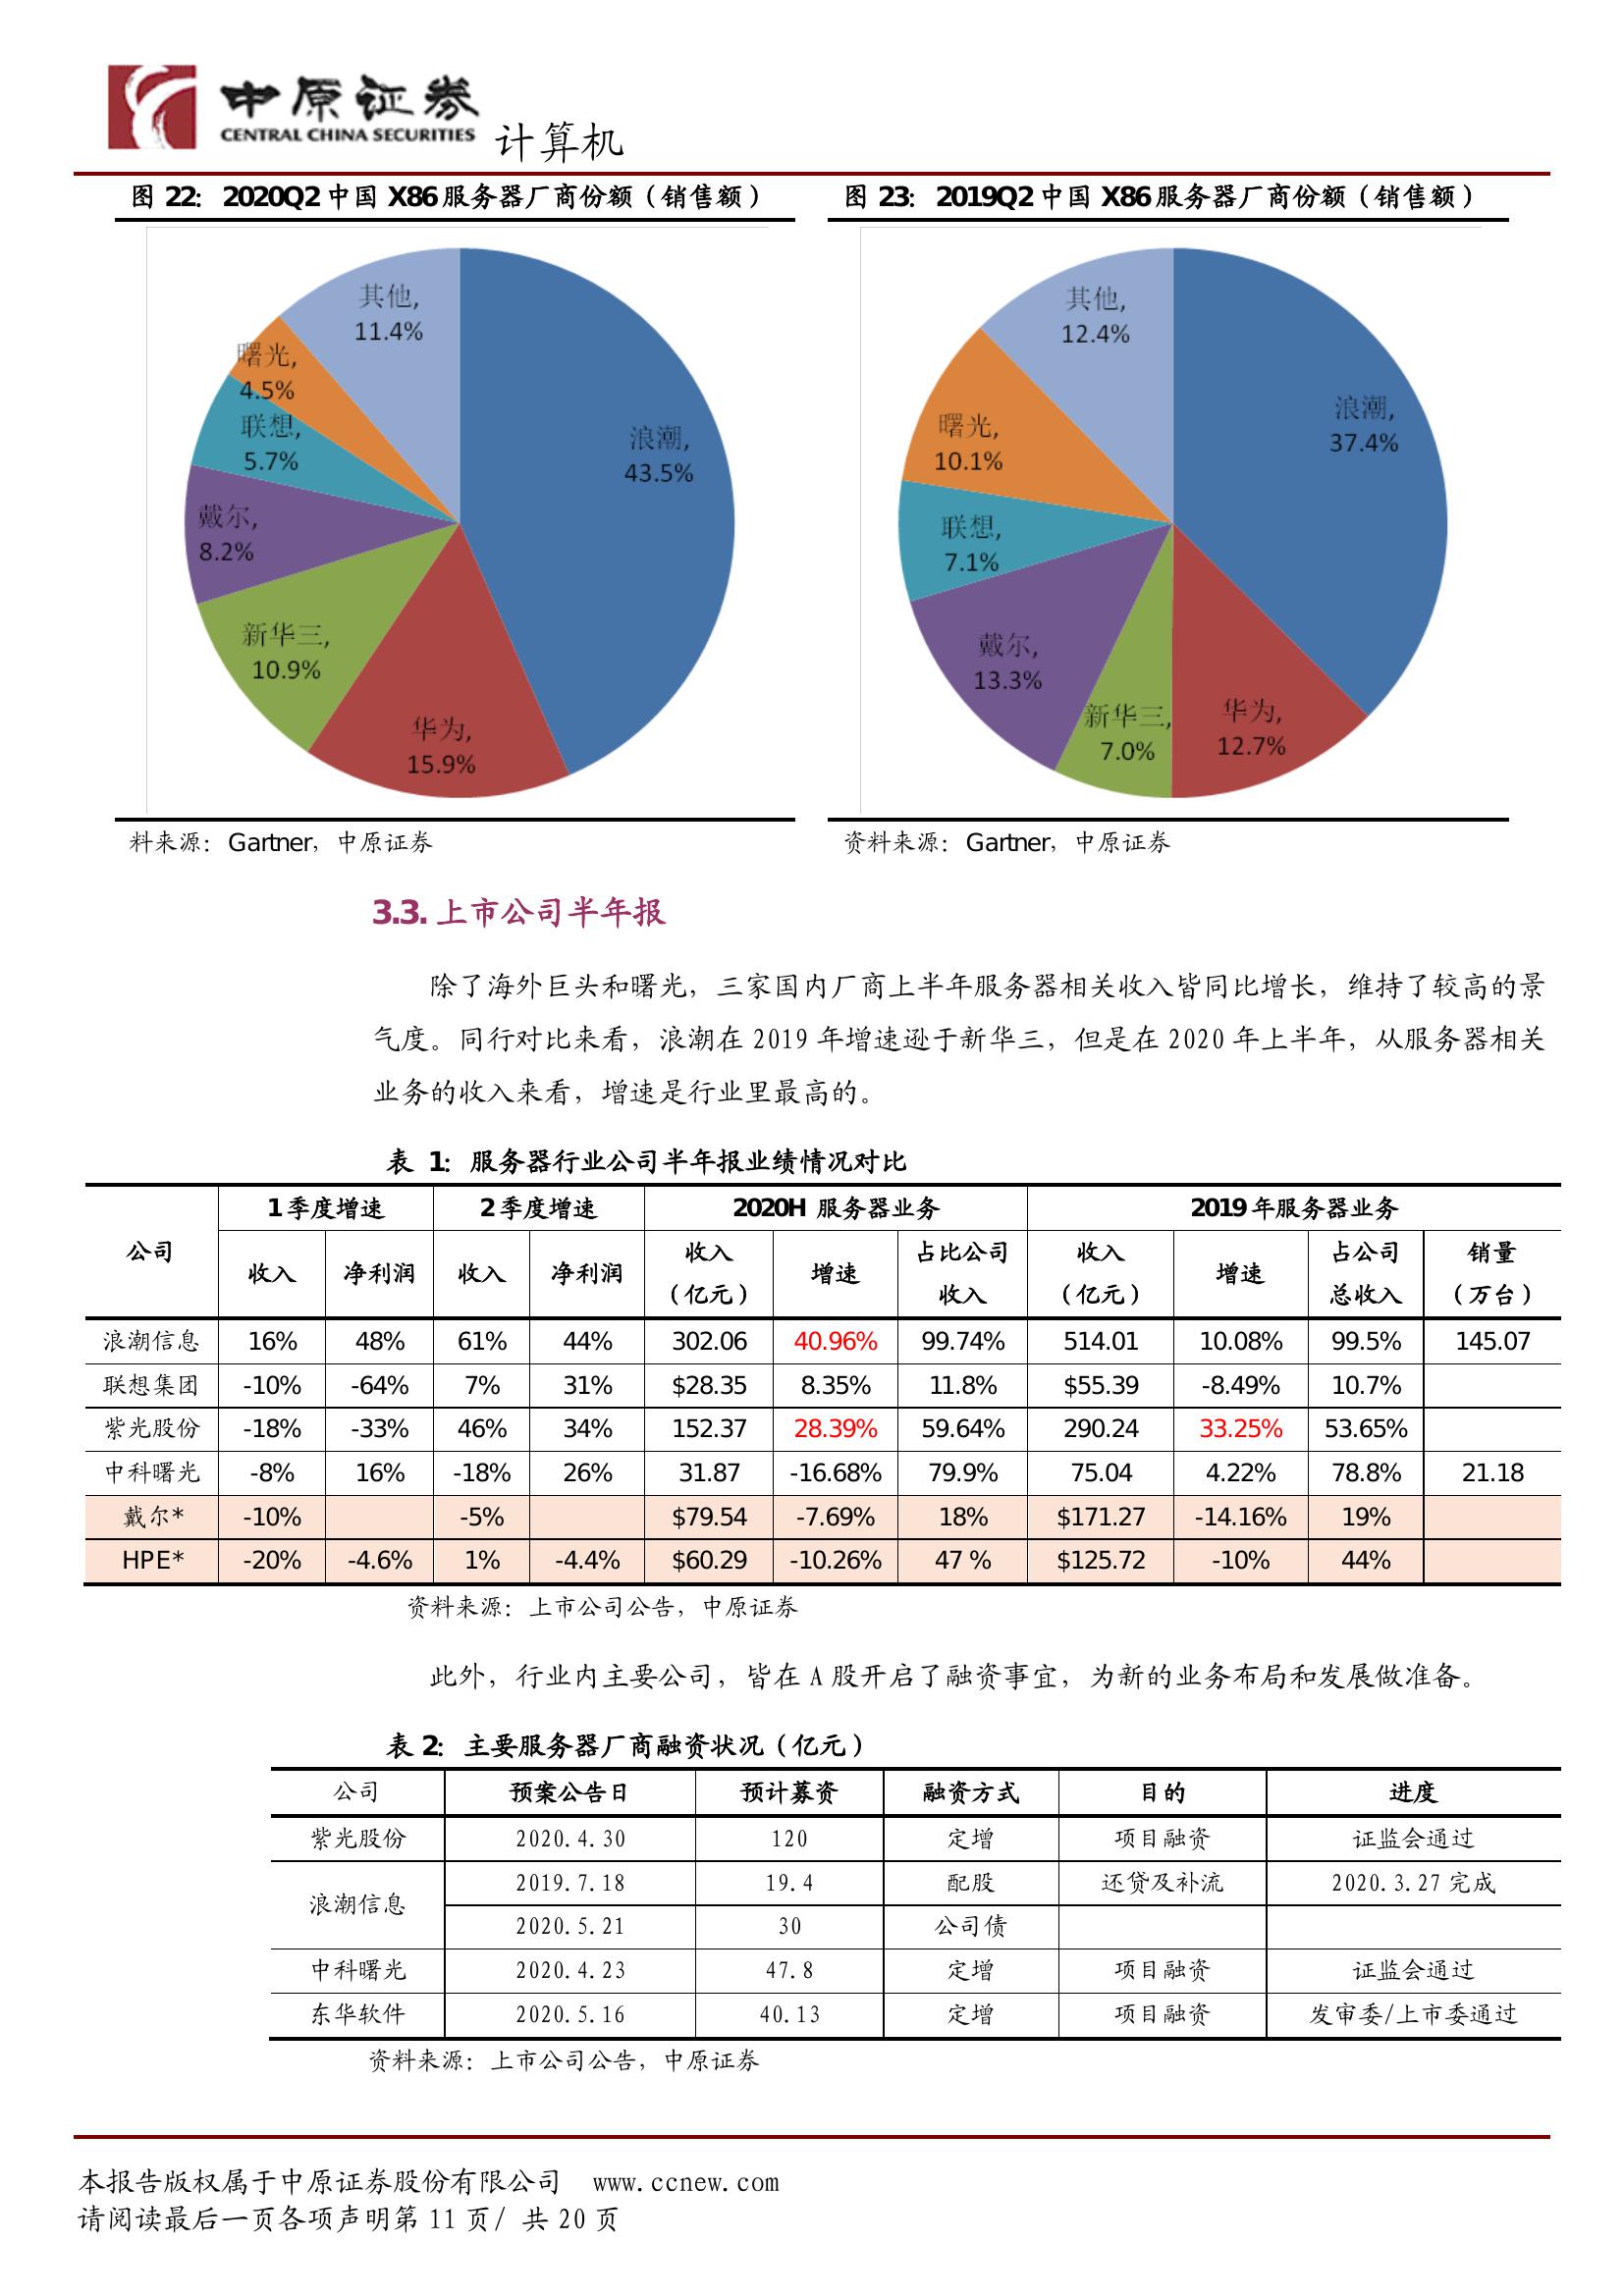 中原证券
CENTRAL CHINA SECURITIES
计算机
图 22: 2020Q2 中国 X86 服务器厂商份额（销售额）
其他,
11.4%
曙光,
4.5%
联想,
5.7%
戴尔,
8.2%
新华三,
10.9%
华为,
15.9%
浪潮,
43.5%
料来源：Gartner，中原证券
图 23: 2019Q2 中国 X86 服务器厂商份额（销售额）
其他,
12.4%
曙光,
10.1%
联想,
7.1%
戴尔,
13.3%
新华三,
7.0%
华为,
12.7%
浪潮,
37.4%
资料来源：Gartner，中原证券
3.3. 上市公司半年报
除了海外巨头和曙光，三家国内厂商上半年服务器相关收入皆同比增长，维持了较高的景
气度。同行对比来看，浪潮在 2019 年增速逊于新华三，但是在 2020 年上半年，从服务器相关
业务的收入来看，增速是行业里最高的。
表 1: 服务器行业公司半年报业绩情况对比
公司 1 季度增速 2 季度增速 2020H 服务器业务 2019 年服务器业务
收入 净利润 收入 净利润 收入（亿元） 增速 占比公司收入 收入（亿元） 增速 占公司总收入 销量（万台）
浪潮信息 16% 48% 61% 44% 302.06 40.96% 99.74% 514.01 10.08% 99.5% 145.07
联想集团 -10% -64% 7% 31% $28.35 8.35% 11.8% $55.39 -8.49% 10.7%
紫光股份 -18% -33% 46% 34% 152.37 28.39% 59.64% 290.24 33.25% 53.65%
中科曙光 -8% 16% -18% 26% 31.87 -16.68% 79.9% 75.04 4.22% 78.8% 21.18
戴尔* -10% -5% $79.54 -7.69% 18% $171.27 -14.16% 19%
HPE* -20% -4.6% 1% -4.4% $60.29 -10.26% 47 % $125.72 -10% 44%
资料来源：上市公司公告，中原证券
此外，行业内主要公司，皆在 A 股开启了融资事宜，为新的业务布局和发展做准备。
表 2: 主要服务器厂商融资状况（亿元）
公司 预案公告日 预计募资 融资方式 目的 进度
紫光股份 2020.4.30 120 定增 项目融资 证监会通过
浪潮信息 2019.7.18 19.4 配股 还贷及补流 2020.3.27 完成
2020.5.21 30 公司债
中科曙光 2020.4.23 47.8 定增 项目融资 证监会通过
东华软件 2020.5.16 40.13 定增 项目融资 发审委/上市委通过
资料来源：上市公司公告，中原证券
本报告版权属于中原证券股份有限公司 www.ccnew.com
请阅读最后一页各项声明第 11 页/ 共 20 页